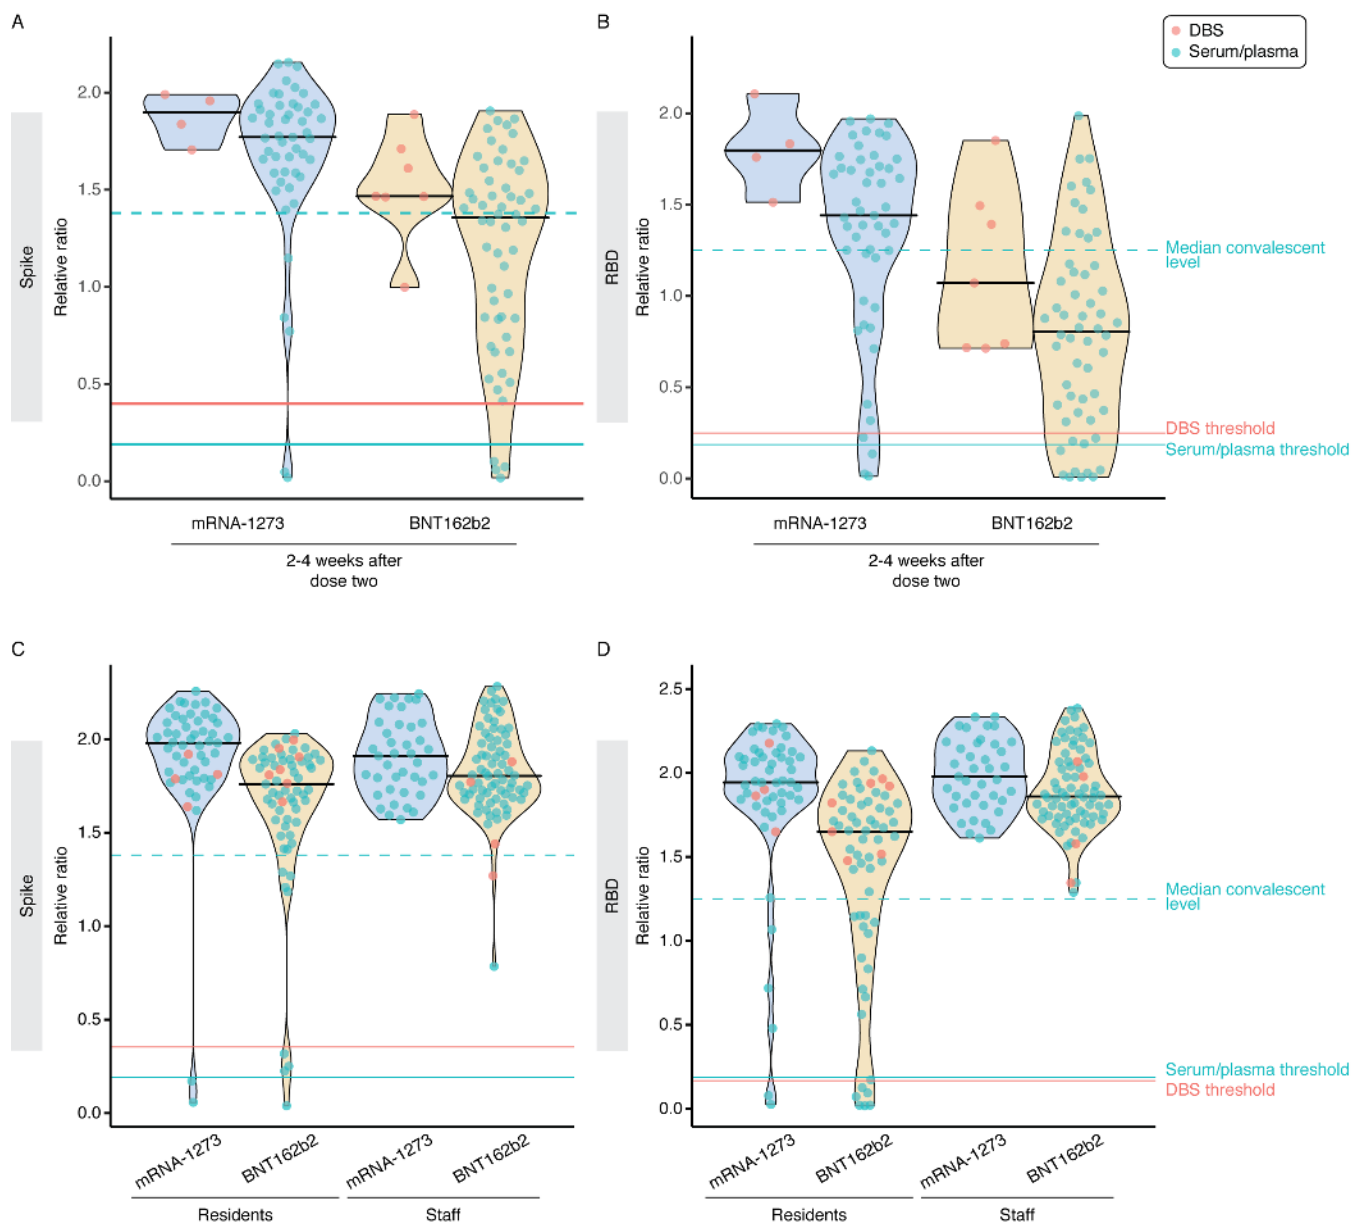 A
B
DBS
Serum/plasma
Spike
Relative ratio
2.0
1.5
1.0
0.5
0.0
mRNA-1273
BNT162b2
2-4 weeks after
dose two
RBD
Relative ratio
2.0
1.5
1.0
0.5
0.0
Median convalescent
level
DBS threshold
Serum/plasma threshold
mRNA-1273
BNT162b2
2-4 weeks after
dose two
C
D
Spike
Relative ratio
2.0
1.5
1.0
0.5
0.0
mRNA-1273
BNT162b2
mRNA-1273
BNT162b2
Residents
Staff
RBD
Relative ratio
2.5
2.0
1.5
1.0
0.5
0.0
Median convalescent
level
Serum/plasma threshold
DBS threshold
mRNA-1273
BNT162b2
mRNA-1273
BNT162b2
Residents
Staff